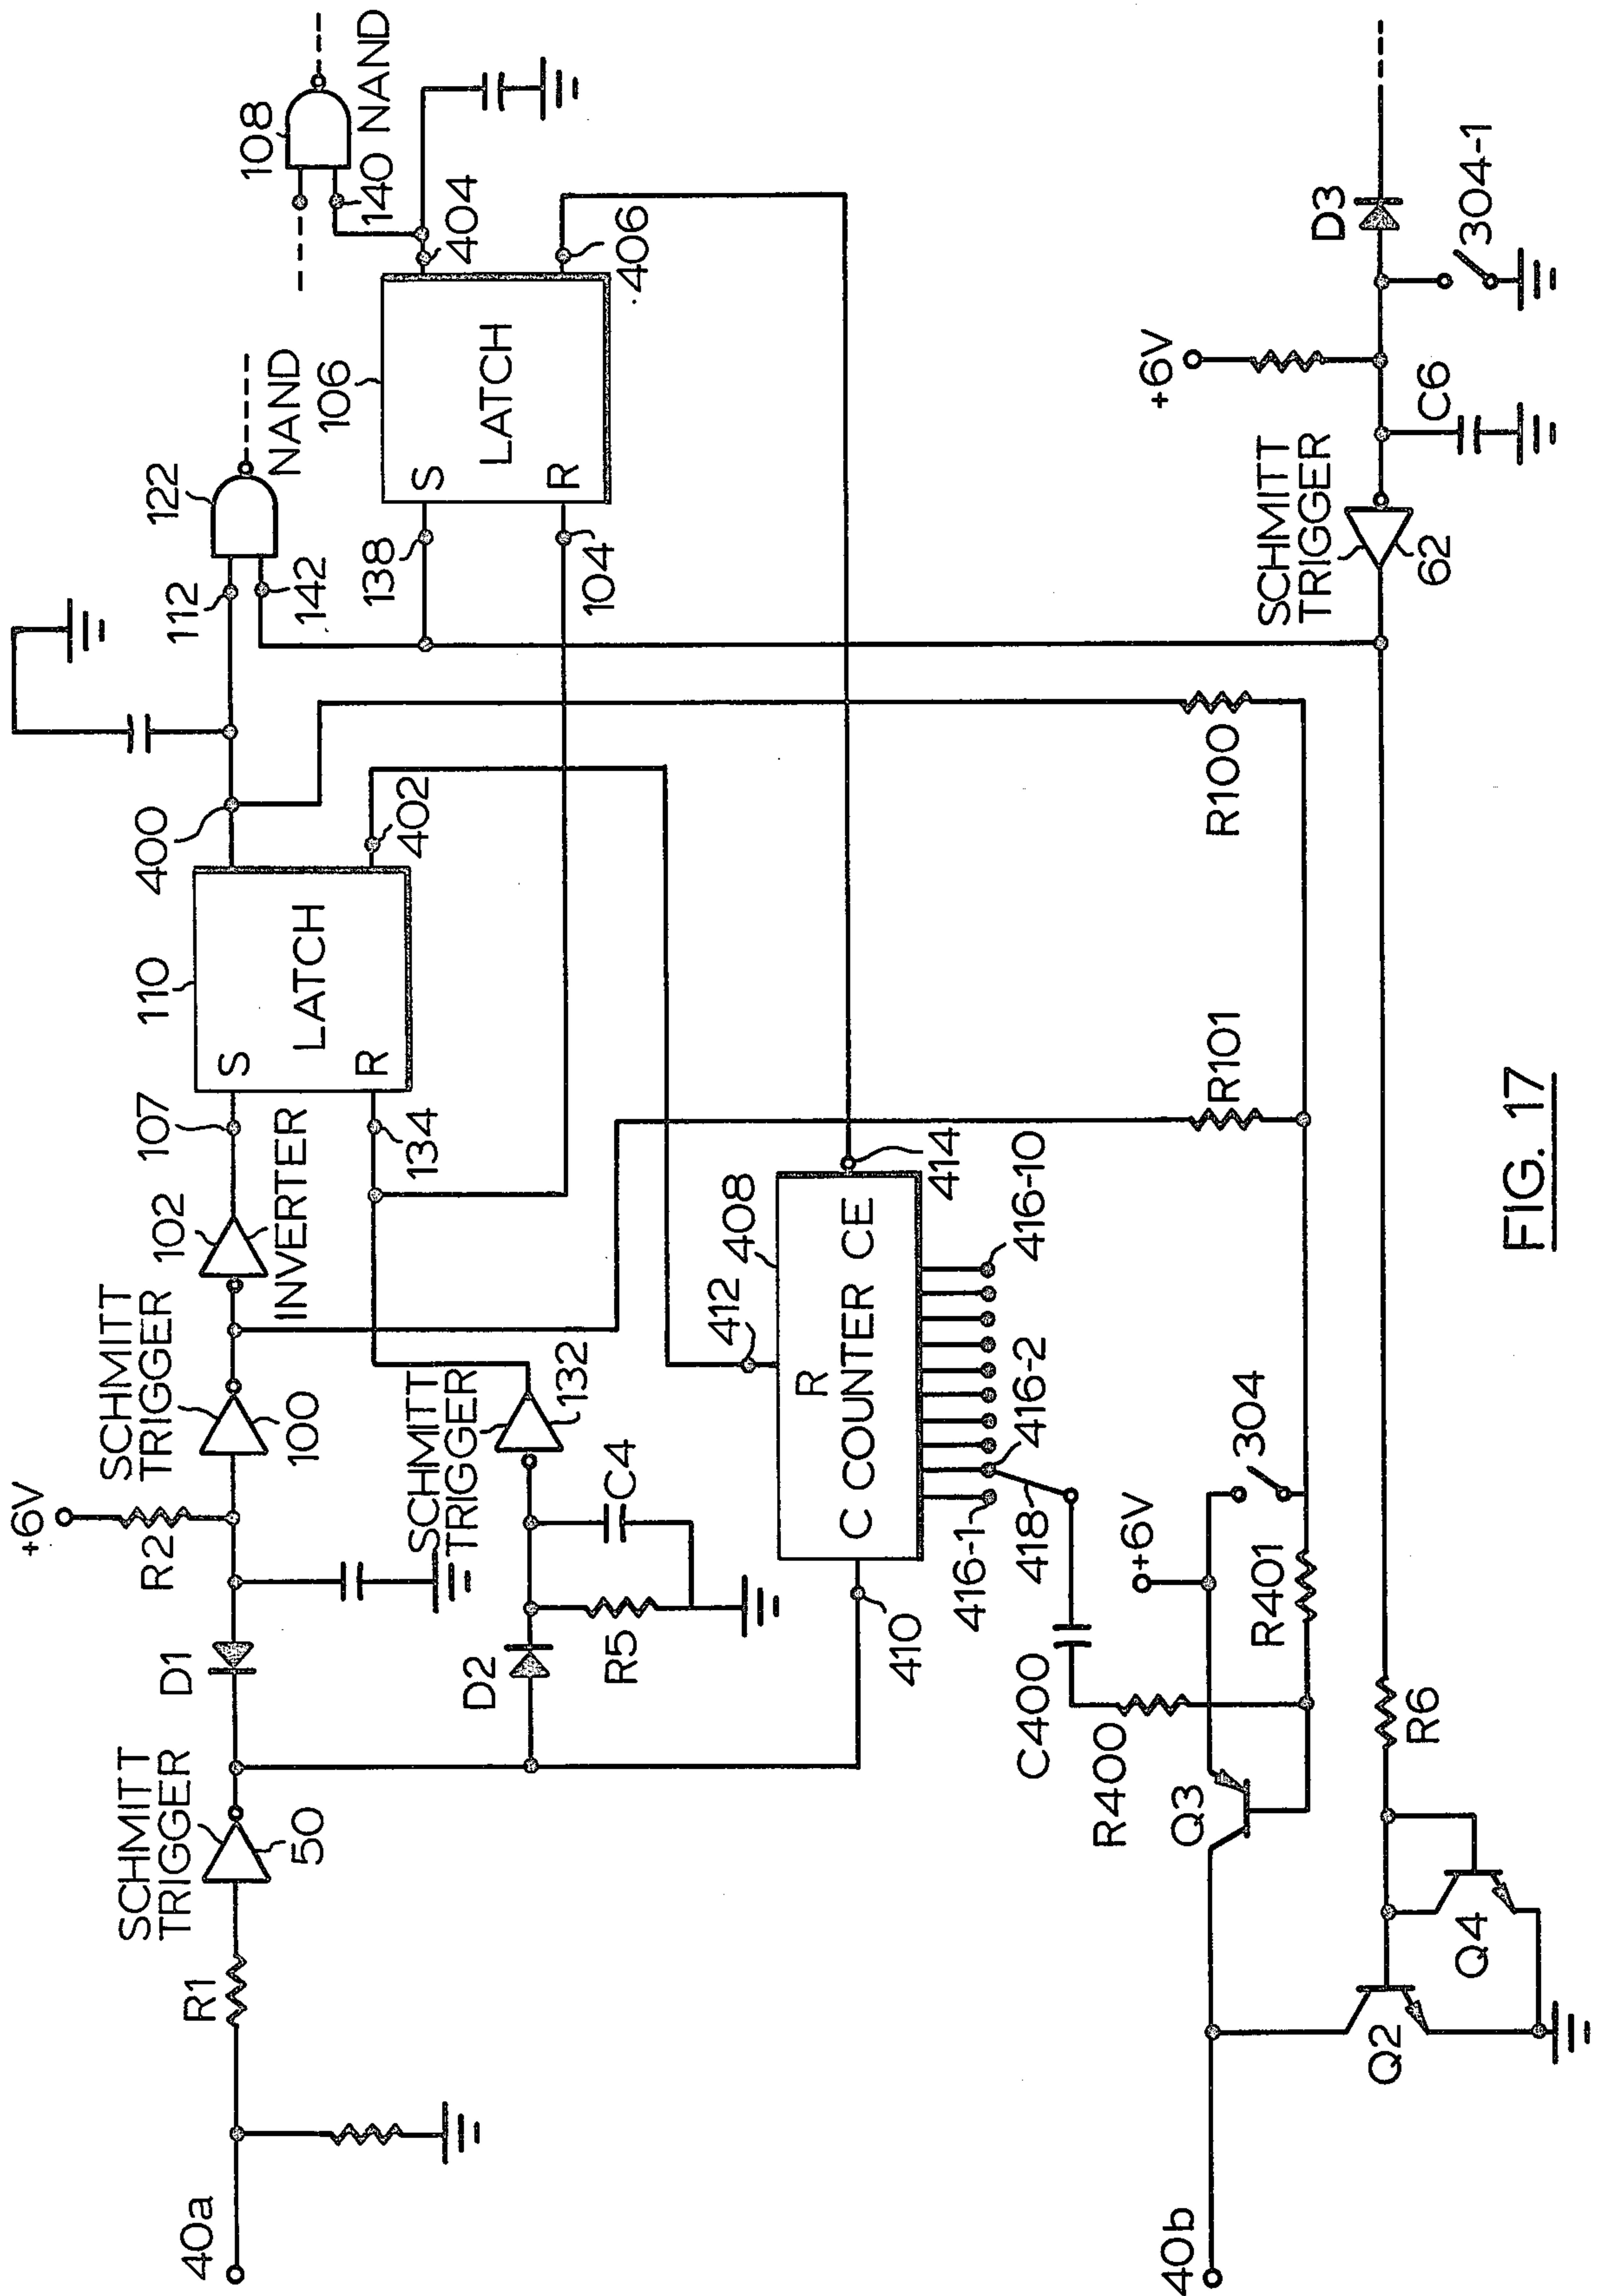 40a
R1
SCHMITT
TRIGGER
50
D1
+6V
R2
SCHMITT
TRIGGER
100
102
INVERTER
107
110
S
LATCH
R
134
400
402
112
142
122
NAND
108
140
NAND
106
S
LATCH
R
138
104
404
406
D2
R5
C4
SCHMITT
TRIGGER
132
410
412
408
R
C COUNTER CE
414
416-1
416-2
416-10
418
C400
R400
+6V
304
R401
R101
R100
Q3
40b
Q2
Q4
R6
SCHMITT
TRIGGER
62
C6
+6V
D3
304-1
FIG. 17